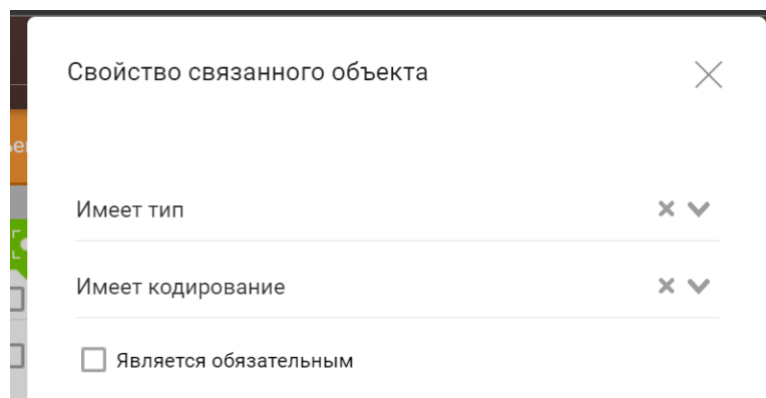 Свойство связанного объекта
Имеет тип
Имеет кодирование
Является обязательным